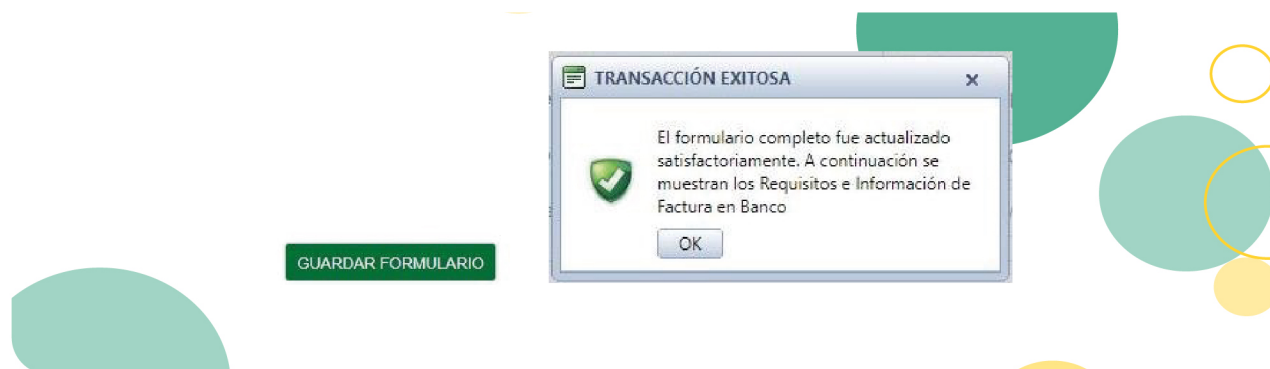 TRANSACCIÓN EXITOSA
El formulario completo fue actualizado
satisfactoriamente. A continuación se
muestran los Requisitos e Información de
Factura en Banco
OK
GUARDAR FORMULARIO